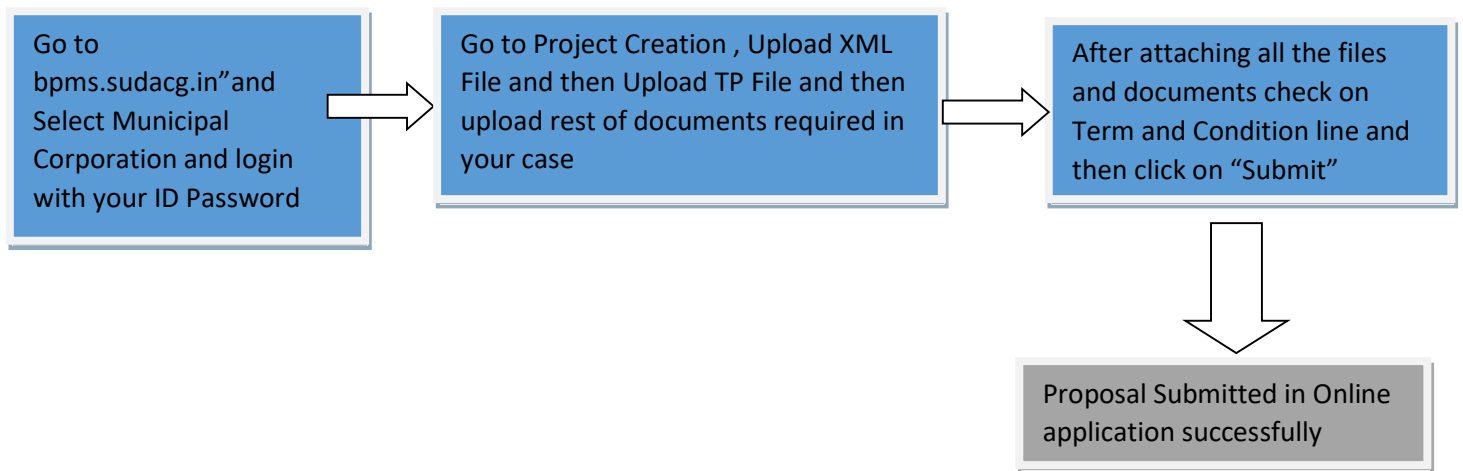 Go to
bpms.sudacg.in”and
Select Municipal
Corporation and login
with your ID Password
Go to Project Creation , Upload XML
File and then Upload TP File and then
upload rest of documents required in
your case
After attaching all the files
and documents check on
Term and Condition line and
then click on “Submit”
Proposal Submitted in Online
application successfully